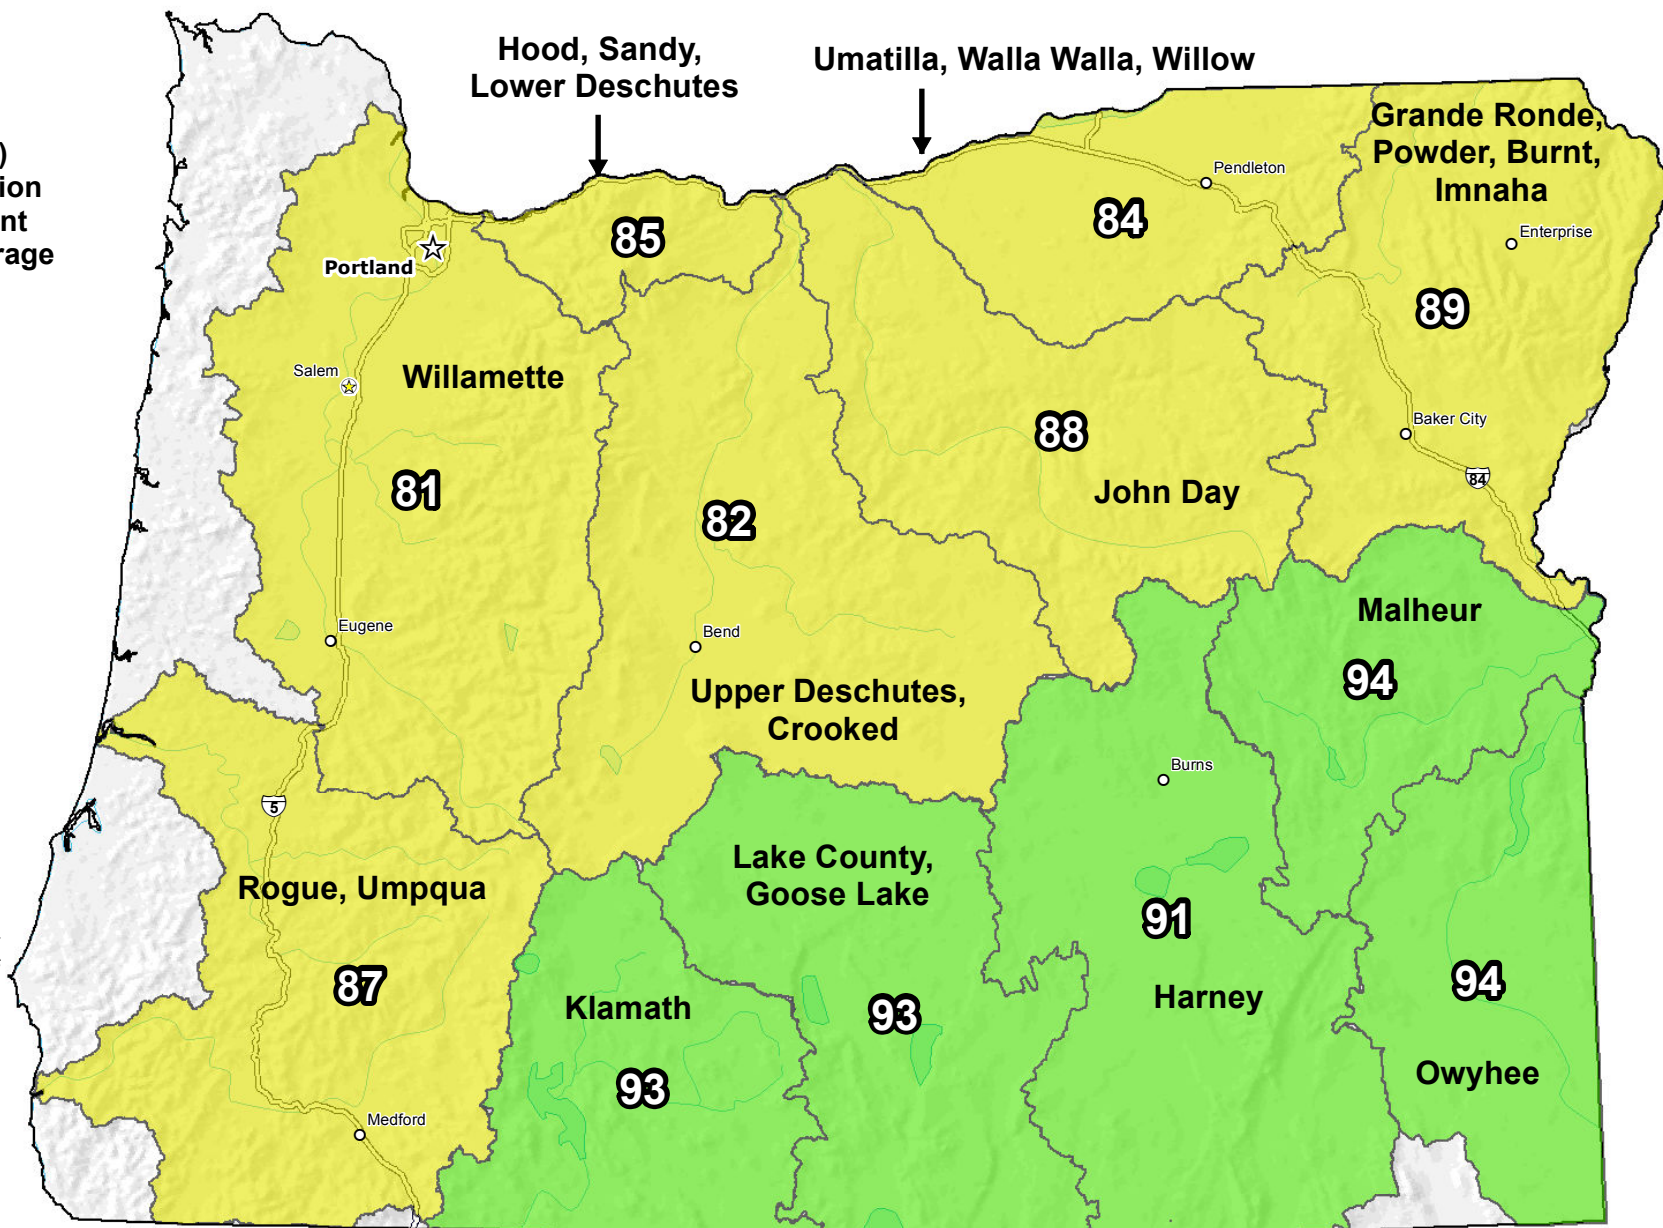 Hood, Sandy,
Lower Deschutes
Umatilla, Walla Walla, Willow
Grande Ronde,
Powder, Burnt,
Imnaha
)
ion
nt
rage
Pendleton
Enterprise
85
84
89
Portland
Salem
Willamette
81
82
88
John Day
Baker City
84
Eugene
Bend
Upper Deschutes,
Crooked
Malheur
94
Burns
5
Rogue, Umpqua
87
Lake County,
Goose Lake
93
Klamath
93
91
Harney
94
Owyhee
Medford